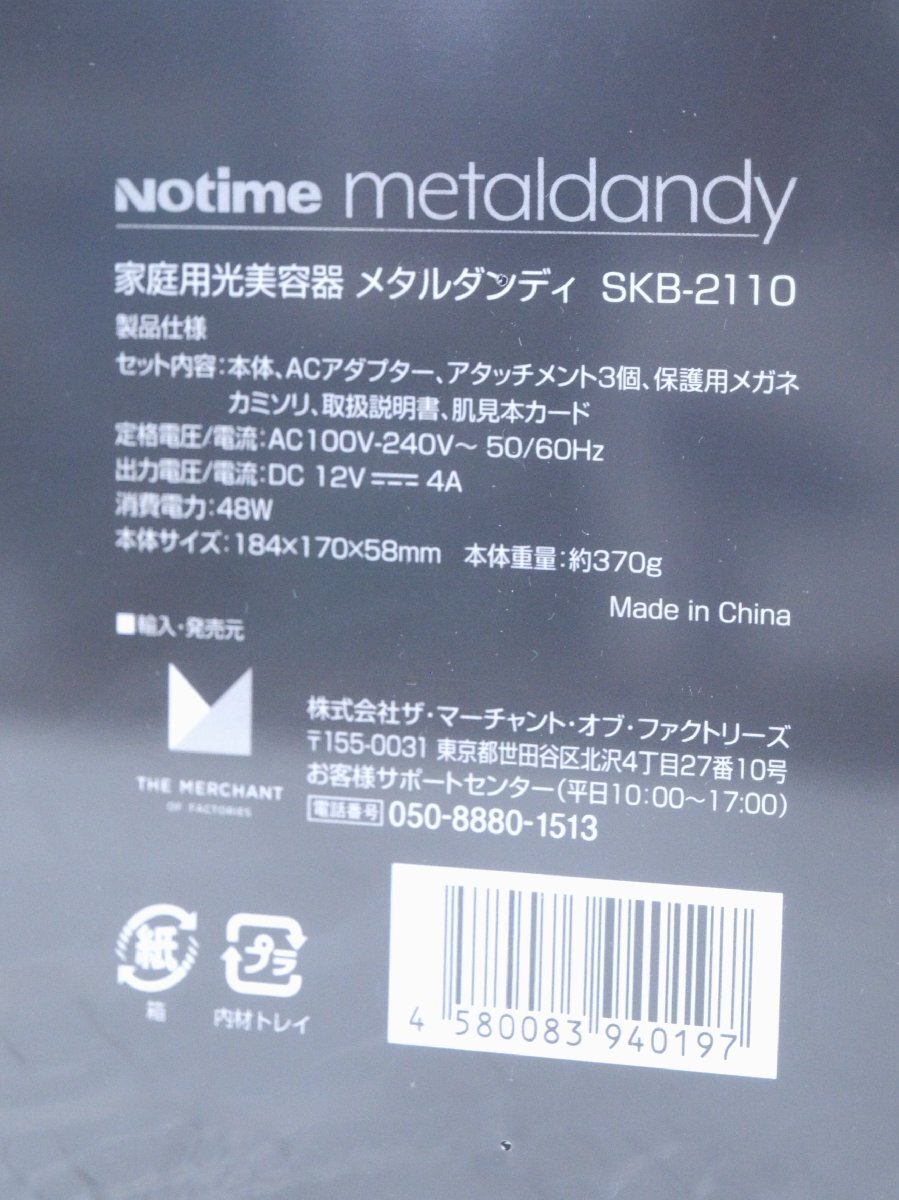 Notime metaldandy
家庭用光美容器 メタルダンディ SKB-2110
製品仕様
セット内容:本体、ACアダプター、アタッチメント3個、保護用メガネ
カミソリ、取扱説明書、肌見本カード
定格電圧/電流:AC100V-240V～ 50/60Hz
出力電圧/電流:DC 12V⎓4A
消費電力:48W
本体サイズ:184×170×58mm 本体重量:約370g
Made in China
■輸入・発売元
THE MERCHANT
OF FACTORIES
株式会社ザ・マーチャント・オブ・ファクトリーズ
〒155-0031 東京都世田谷区北沢4丁目27番10号
お客様サポートセンター(平日10:00～17:00)
電話番号 050-8880-1513
紙 プラ
箱 内材トレイ
4 580083 940197